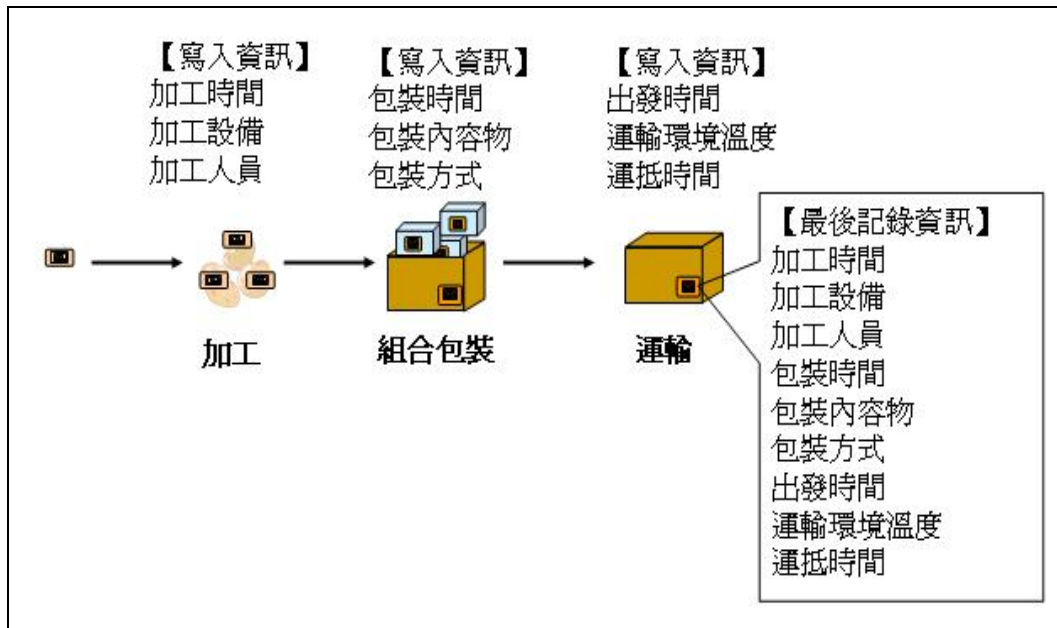 【寫入資訊】
加工時間
加工設備
加工人員
【寫入資訊】
包裝時間
包裝內容物
包裝方式
【寫入資訊】
出發時間
運輸環境溫度
運抵時間
加工
組合包裝
運輸
【最後記錄資訊】
加工時間
加工設備
加工人員
包裝時間
包裝內容物
包裝方式
出發時間
運輸環境溫度
運抵時間